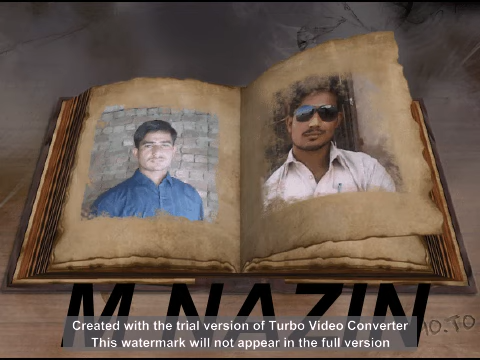 M NAZIN
Created with the trial version of Turbo Video Converter
This watermark will not appear in the full version